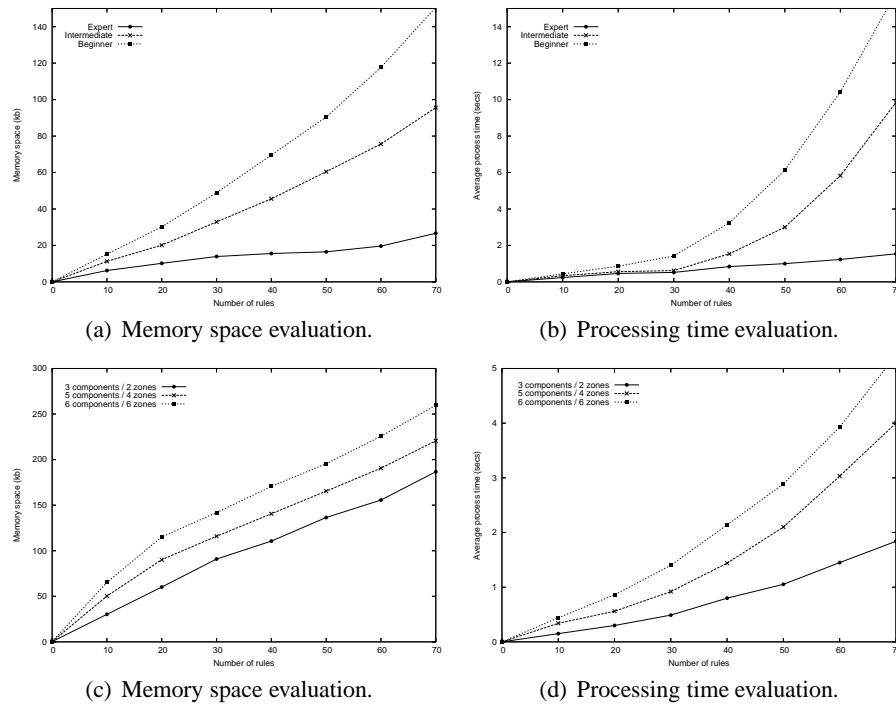 Expert
Intermediate
Beginner
Memory space (kb)
140
120
100
80
60
40
20
0
0 10 20 30 40 50 60 70
Number of rules
(a) Memory space evaluation.
Expert
Intermediate
Beginner
Average process time (secs)
14
12
10
8
6
4
2
0
0 10 20 30 40 50 60 70
Number of rules
(b) Processing time evaluation.
3 components / 2 zones
5 components / 4 zones
6 components / 6 zones
Memory space (kb)
300
250
200
150
100
50
0
0 10 20 30 40 50 60 70
Number of rules
(c) Memory space evaluation.
3 components / 2 zones
5 components / 4 zones
6 components / 6 zones
Average process time (secs)
5
4
3
2
1
0
0 10 20 30 40 50 60 70
Number of rules
(d) Processing time evaluation.